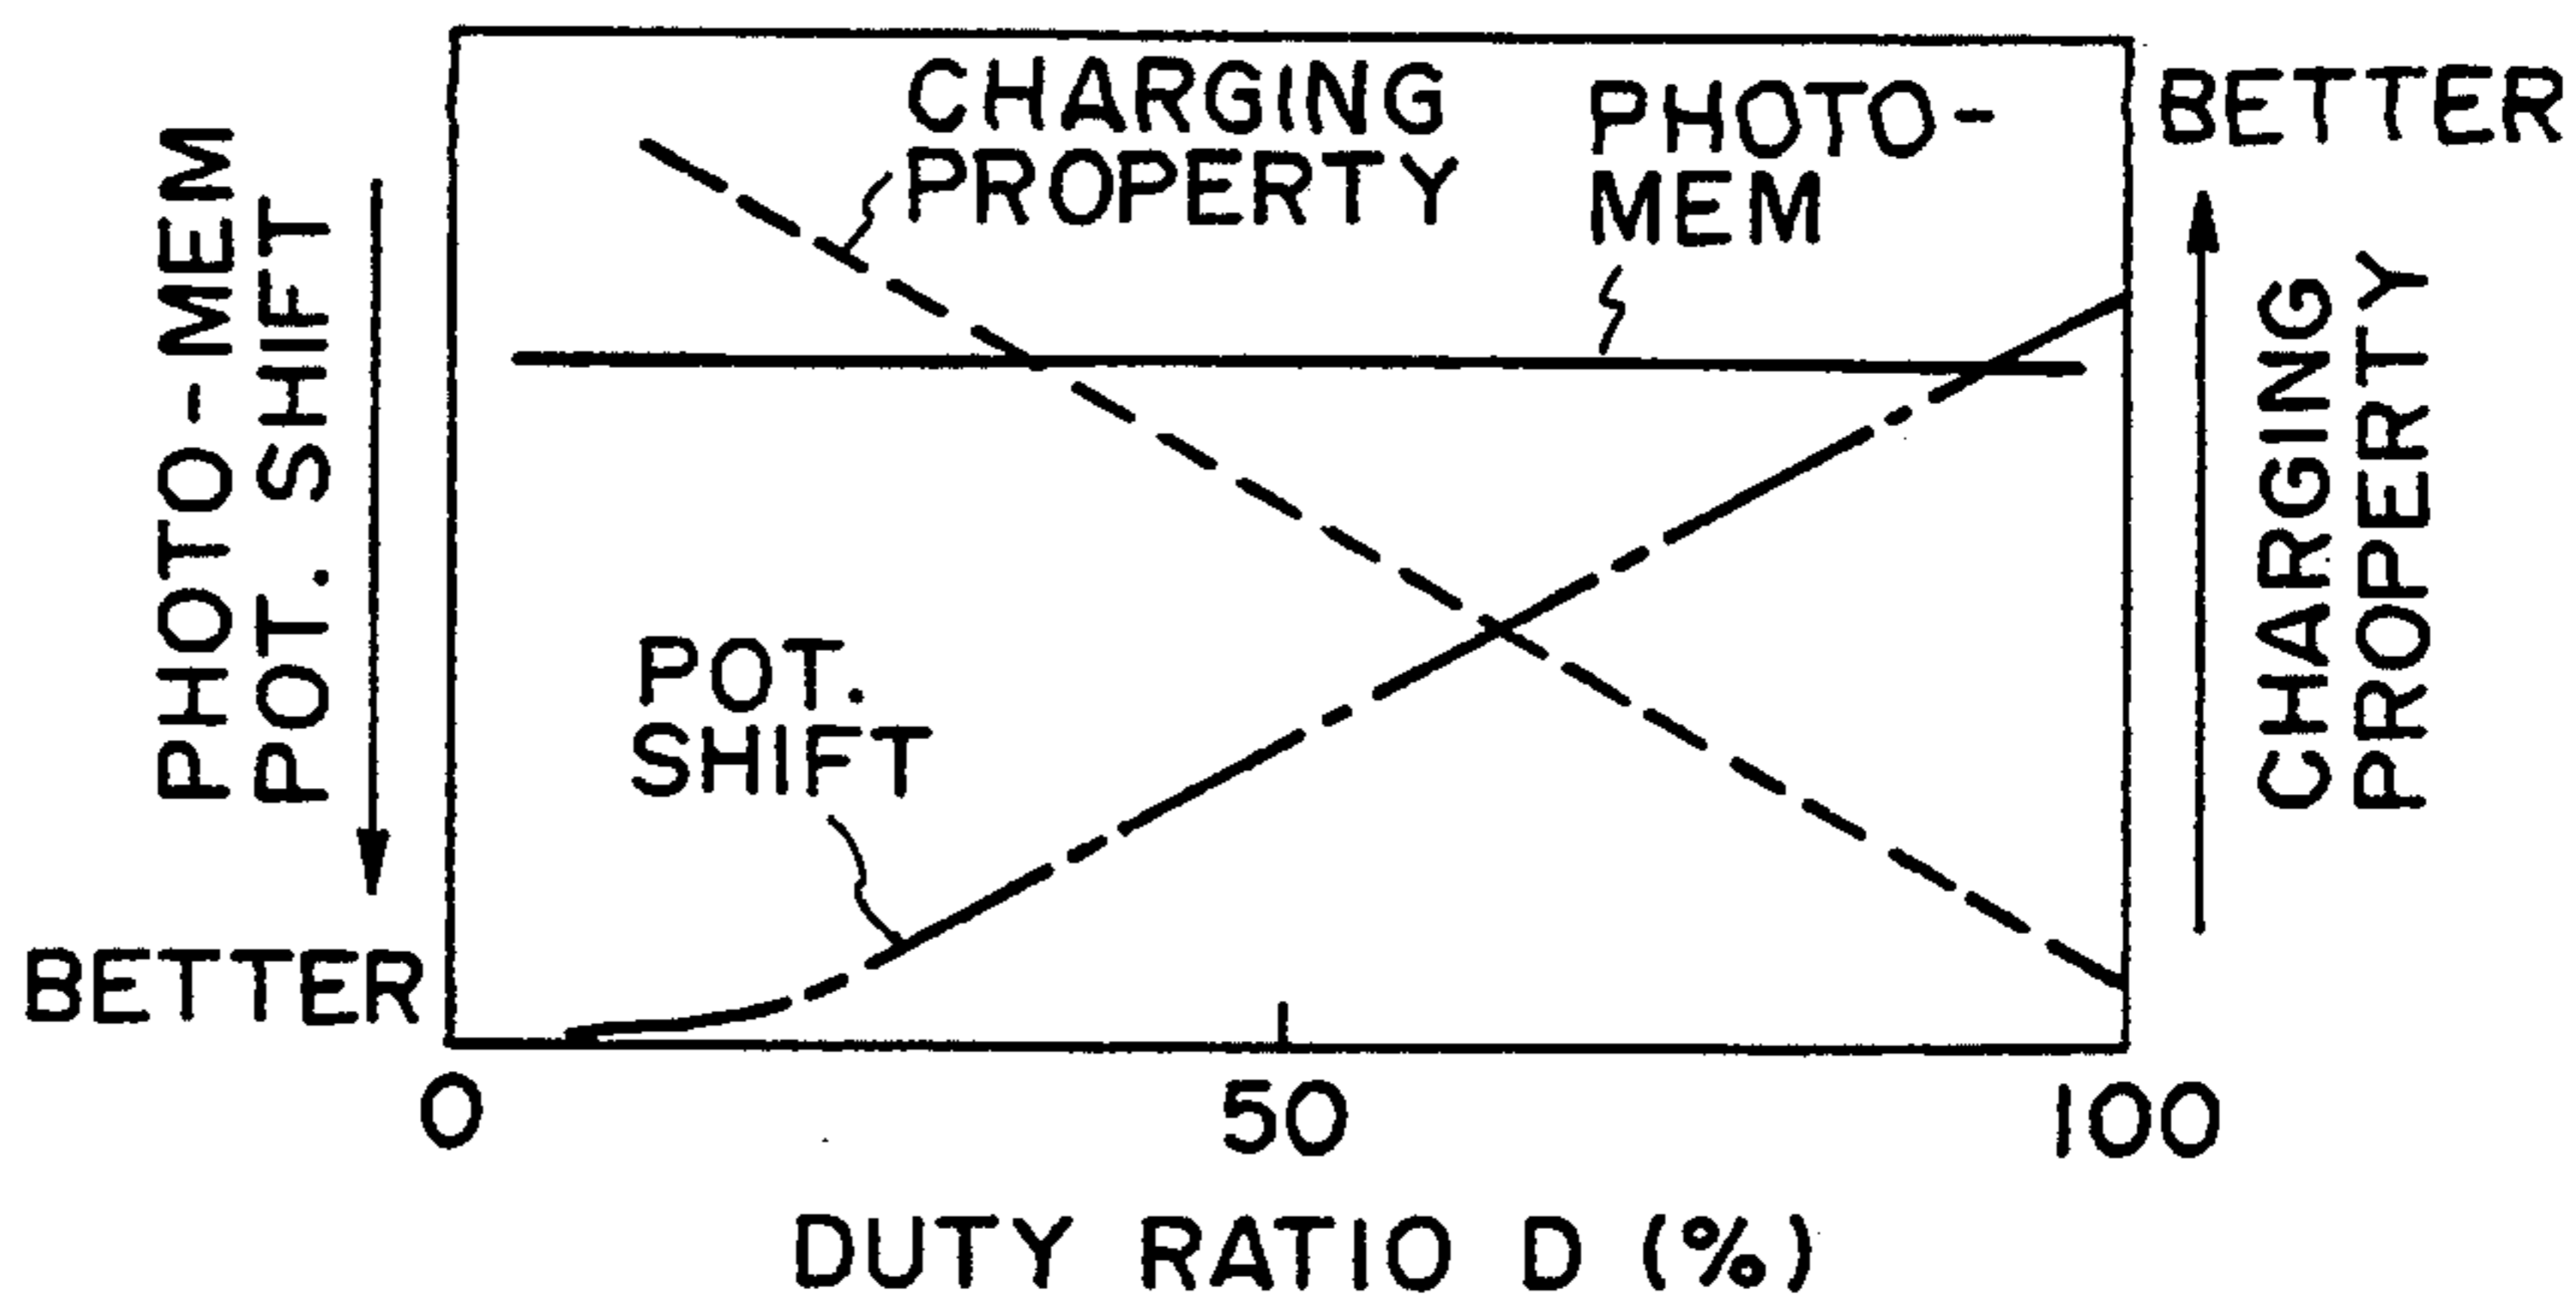 CHARGING
PROPERTY
PHOTO-
MEM
BETTER
PHOTO-MEM
POT. SHIFT
CHARGING
PROPERTY
POT.
SHIFT
BETTER
0
50
100
DUTY RATIO D (%)